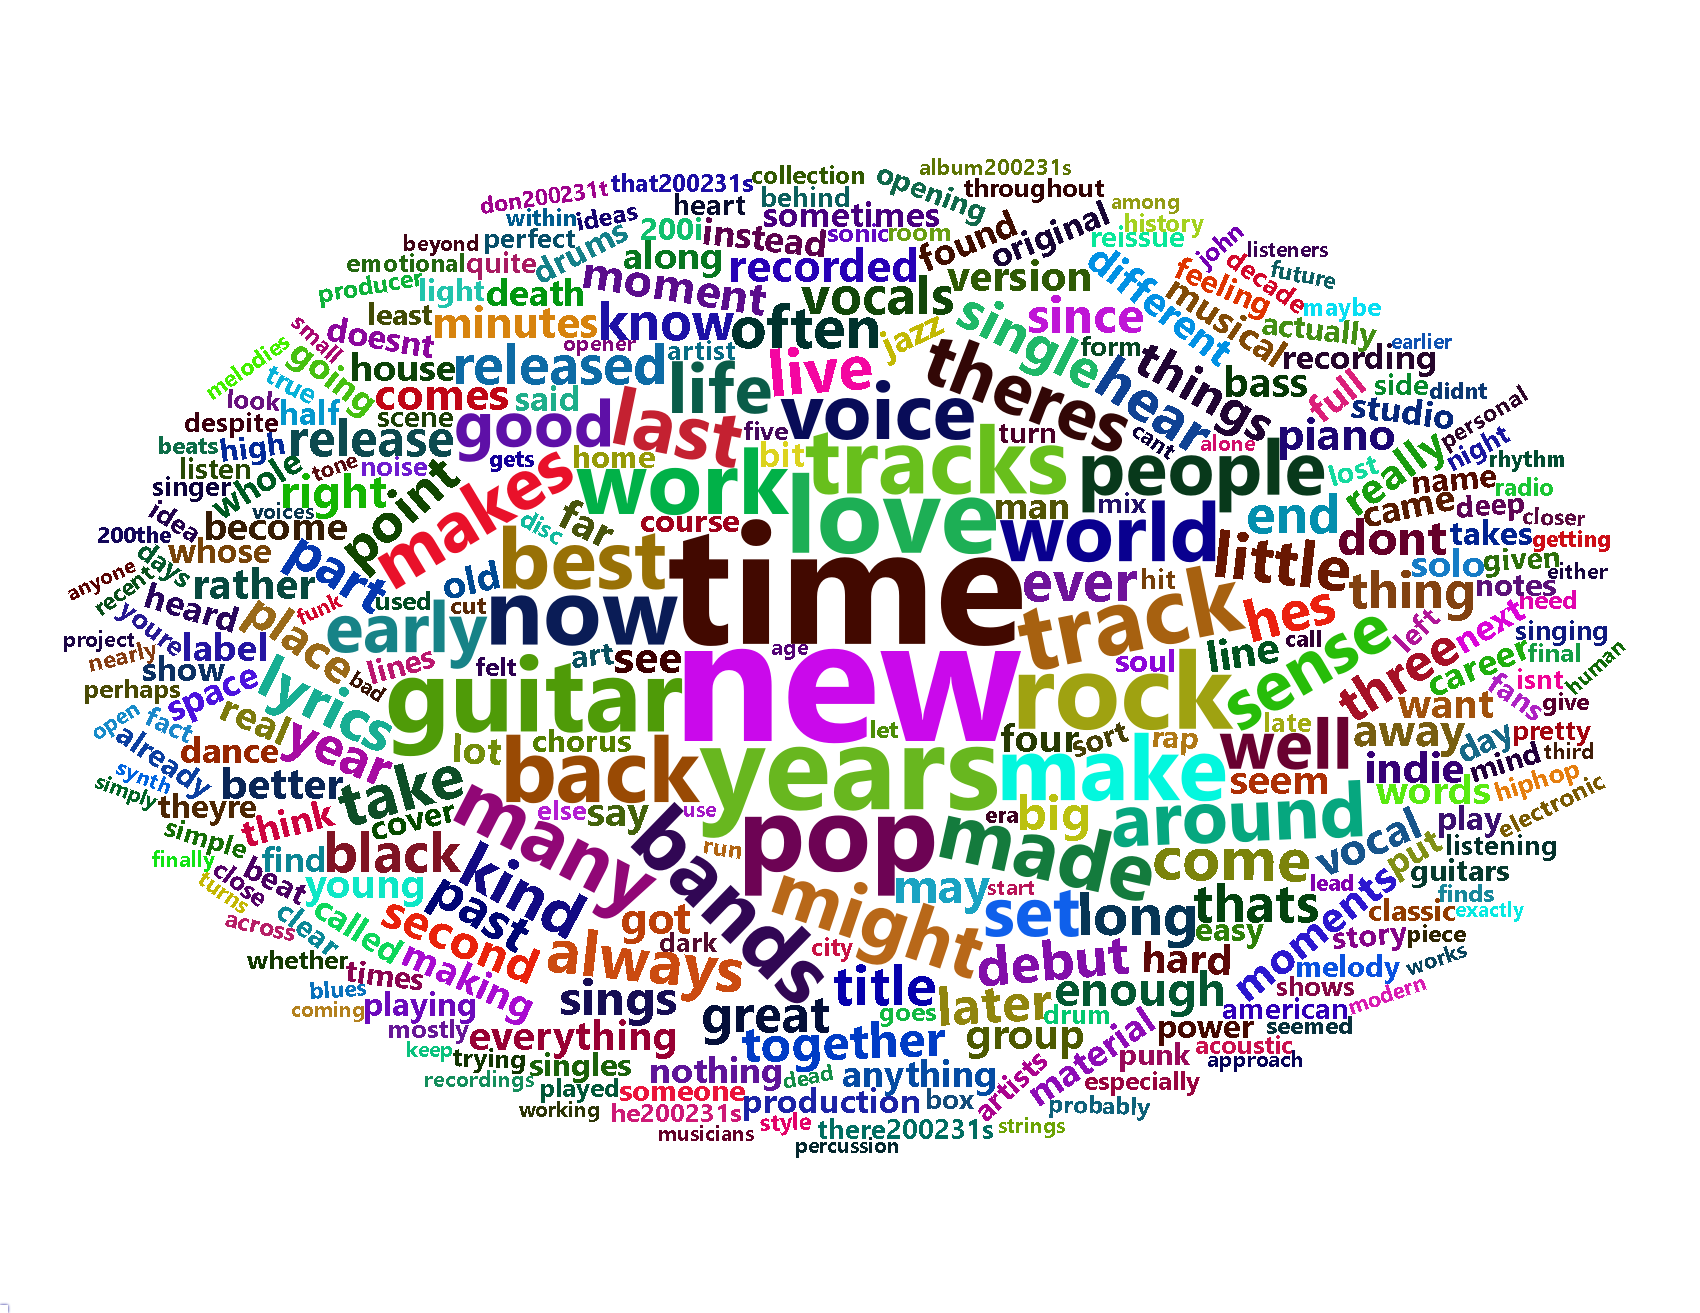 album200231s
don200231t that200231s collection opening throughout
within ideas heart behind sometimes among
beyond perfect drums 200i instead sonic room found original history
emotional quite along recorded version reissue john listeners
producer light death moment vocals different feeling decade future
least minutes know often jazz single since musical actually maybe
small doesnt opener artist form things recording earlier
melodies going house released life live theres hear bass full side didnt
true comes said last voice studio personal
look half scene good five turn cant alone piano
despite high release tracks people really night
beats whole tone noise gets home bit lost rhythm
listen right point makes work love man mix name radio
singer voices disc far course world end came deep closer
idea become best time dont takes getting
200the whose part old ever hit little thing solo given either
days rather used cut now track hes notes need
anyone recent heard funk early art see age soul line call sense left next singing
youre place label lines felt three career final
project nearly show bad guitar new rock fans isnt human
perhaps space lyrics let late want give
open fact real year lot chorus four sort rap well away day pretty
already dance back years make seem indie mind third
synth better take else say use era big words hiphop
simply theyre think cover many bands pop made around play electronic
simple find black kind run come vocal put listening
finally beat young might may start lead guitars
turns close past got set long thats moments classic finds exactly
across clear called second dark city easy story piece
whether times making always debut hard melody works
blues sings title later enough shows modern
coming playing great goes drum american
mostly everything together group power seemed
keep trying singles nothing dead anything material punk acoustic approach
recordings played someone production box artists especially
working he200231s style there200231s strings probably
musicians percussion